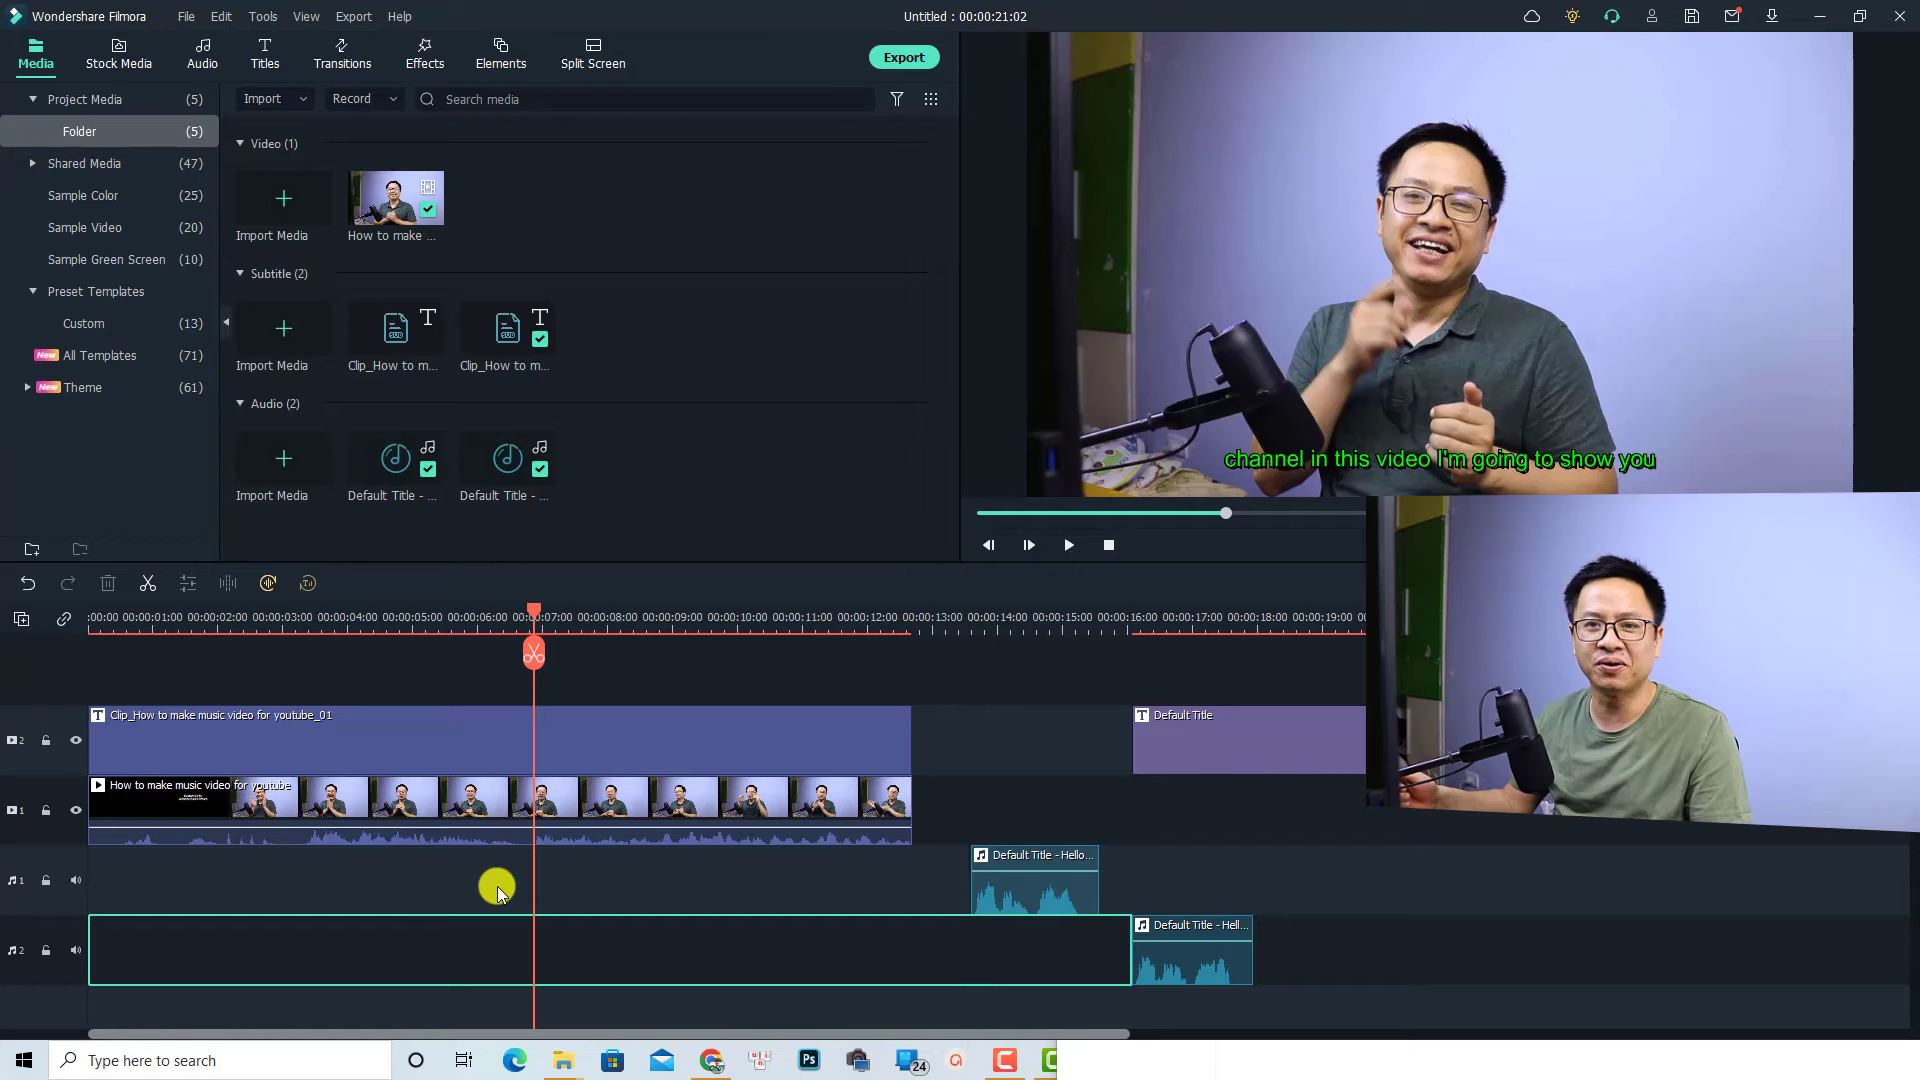 Wondershare Filmora File Edit Tools View Export Help Untitled : 00:00:21:02
Media Stock Media Audio Titles Transitions Effects Elements Split Screen Export
Project Media (5)
Folder (5)
Shared Media (47)
Sample Color (25)
Sample Video (20)
Sample Green Screen (10)
Preset Templates
Custom (13)
New All Templates (71)
New Theme (61)
Import Record Search media
Video (1)
Import Media How to make ...
Subtitle (2)
Import Media Clip_How to m... Clip_How to m...
Audio (2)
Import Media Default Title - ... Default Title - ...
channel in this video I'm going to show you
:00:00 00:00:01:00 00:00:02:00 00:00:03:00 00:00:04:00 00:00:05:00 00:00:06:00 00:00:07:00 00:00:08:00 00:00:09:00 00:00:10:00 00:00:11:00 00:00:12:00 00:00:13:00 00:00:14:00 00:00:15:00 00:00:16:00 00:00:17:00 00:00:18:00 00:00:19:00
2 Clip_How to make music video for youtube_01 Default Title
1 How to make music video for youtube
1 Default Title - Hello...
2 Default Title - Hell...
Type here to search Ps 24